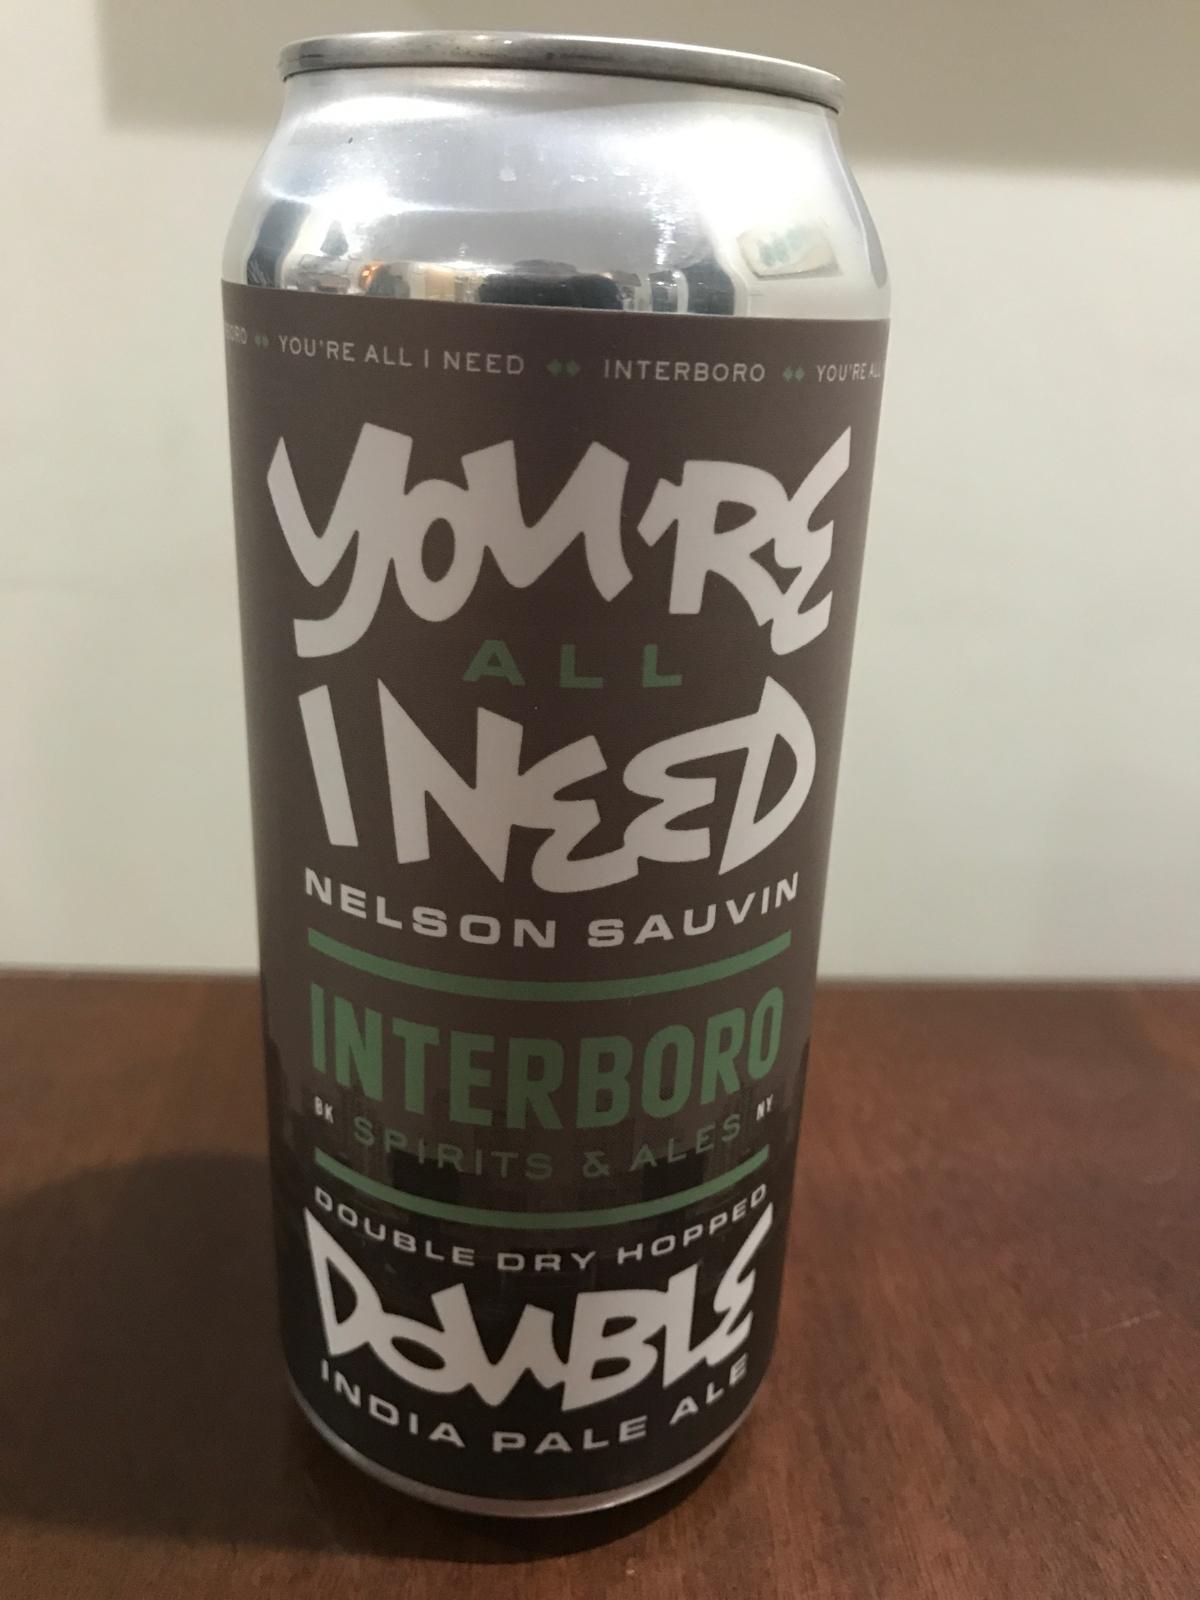 YOU'RE ALL I NEED INTERBORO YOU'RE ALL
YOU'RE
ALL
I NEED
NELSON SAUVIN
INTERBORO
BK SPIRITS & ALES NY
DOUBLE DRY HOPPED
DOUBLE
INDIA PALE ALE